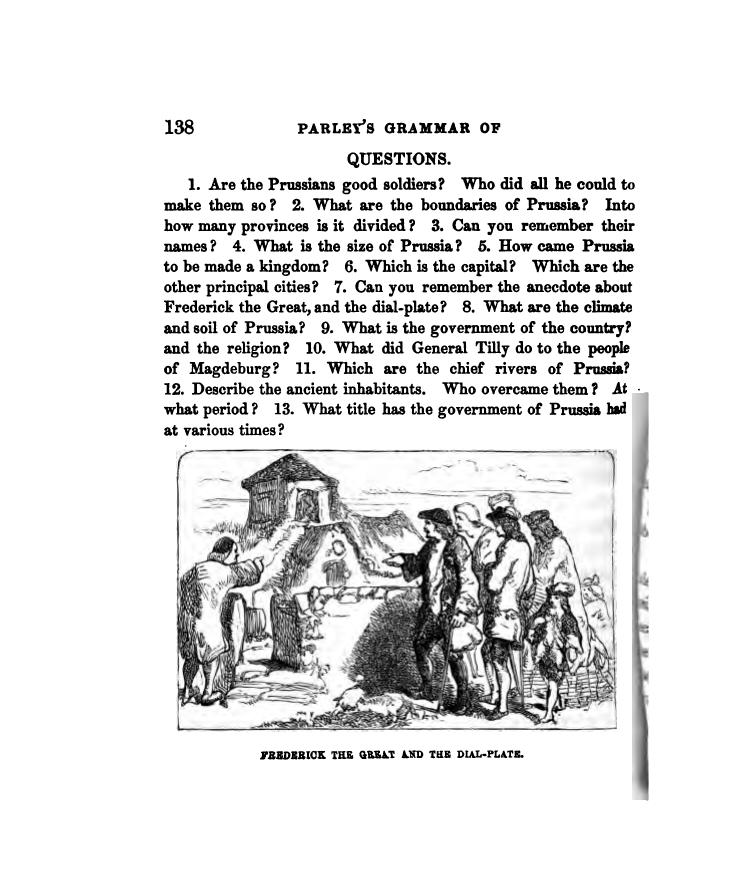 138 PARLEY'S GRAMMAR OF
QUESTIONS.
1. Are the Prussians good soldiers? Who did all he could to
make them so? 2. What are the boundaries of Prussia? Into
how many provinces is it divided? 3. Can you remember their
names? 4. What is the size of Prussia? 5. How came Prussia
to be made a kingdom? 6. Which is the capital? Which are the
other principal cities? 7. Can you remember the anecdote about
Frederick the Great, and the dial-plate? 8. What are the climate
and soil of Prussia? 9. What is the government of the country?
and the religion? 10. What did General Tilly do to the people
of Magdeburg? 11. Which are the chief rivers of Prussia?
12. Describe the ancient inhabitants. Who overcame them? At
what period? 13. What title has the government of Prussia had
at various times?
FREDERICK THE GREAT AND THE DIAL-PLATE.